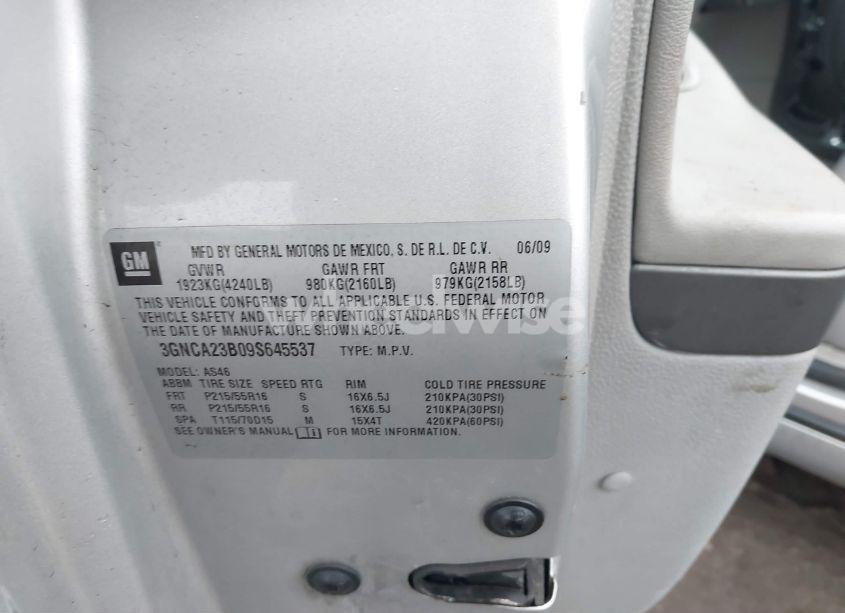 GM
MFD BY GENERAL MOTORS DE MEXICO, S. DE R.L. DE C.V. 06/09
GVWR GAWR FRT GAWR RR
1923KG(4240LB) 980KG(2160LB) 979KG(2158LB)
THIS VEHICLE CONFORMS TO ALL APPLICABLE U.S. FEDERAL MOTOR
VEHICLE SAFETY AND THEFT PREVENTION STANDARDS IN EFFECT ON
THE DATE OF MANUFACTURE SHOWN ABOVE.
3GNCA23B09S645537 TYPE: M.P.V.
MODEL: AS46
ABBM TIRE SIZE SPEED RTG RIM COLD TIRE PRESSURE
FRT P215/55R16 S 16X6.5J 210KPA(30PSI)
RR P215/55R16 S 16X6.5J 210KPA(30PSI)
SPA T115/70D15 M 15X4T 420KPA(60PSI)
SEE OWNER'S MANUAL FOR MORE INFORMATION.